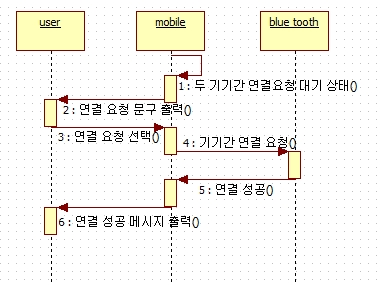 user
mobile
blue tooth
1 : 두 기기간 연결요청 대기 상태()
2 : 연결 요청 문구 출력()
3 : 연결 요청 선택()
4 : 기기간 연결 요청()
5 : 연결 성공()
6 : 연결 성공 메시지 출력()